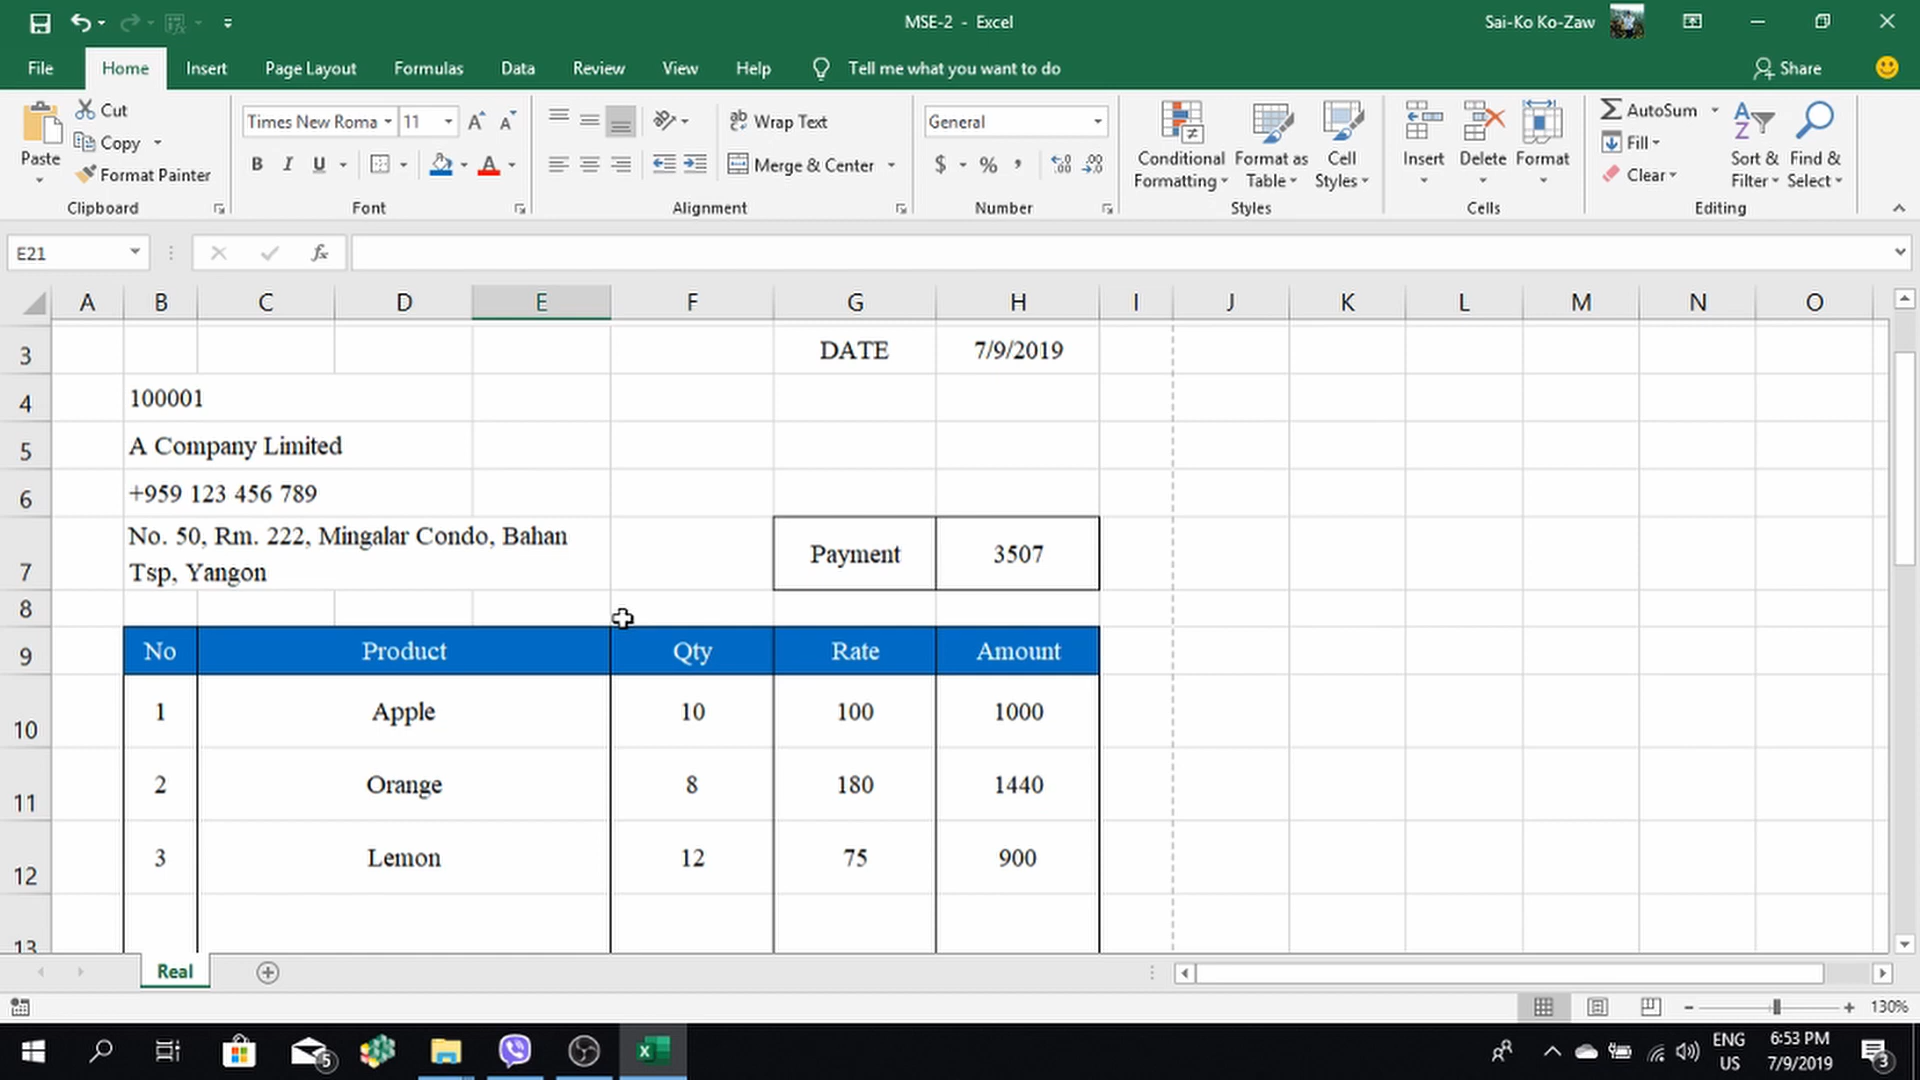 MSE-2 - Excel
Sai-Ko Ko-Zaw
File Home Insert Page Layout Formulas Data Review View Help Tell me what you want to do Share
Paste
Cut
Copy
Format Painter
Clipboard
Times New Roma 11
B I U A
Font
Wrap Text
Merge & Center
Alignment
General
$ % ,
Number
Conditional Formatting
Format as Table
Cell Styles
Styles
Insert Delete Format
Cells
AutoSum
Fill
Clear
Sort & Filter
Find & Select
Editing
E21 fx
A B C D E F G H I J K L M N O
3 DATE 7/9/2019
4 100001
5 A Company Limited
6 +959 123 456 789
7 No. 50, Rm. 222, Mingalar Condo, Bahan
Tsp, Yangon
Payment 3507
8
9 No Product Qty Rate Amount
10 1 Apple 10 100 1000
11 2 Orange 8 180 1440
12 3 Lemon 12 75 900
13
Real
130%
5
ENG
US
6:53 PM
7/9/2019
3